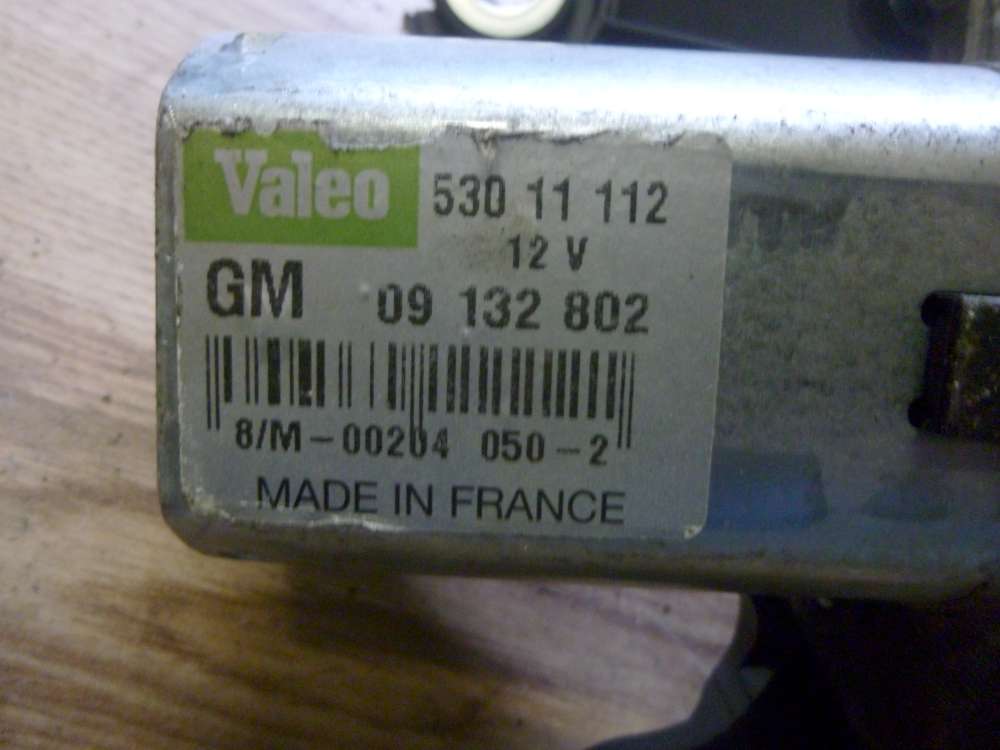 Valeo 530 11 112
12 V
GM 09 132 802
8/M-00204 050-2
MADE IN FRANCE